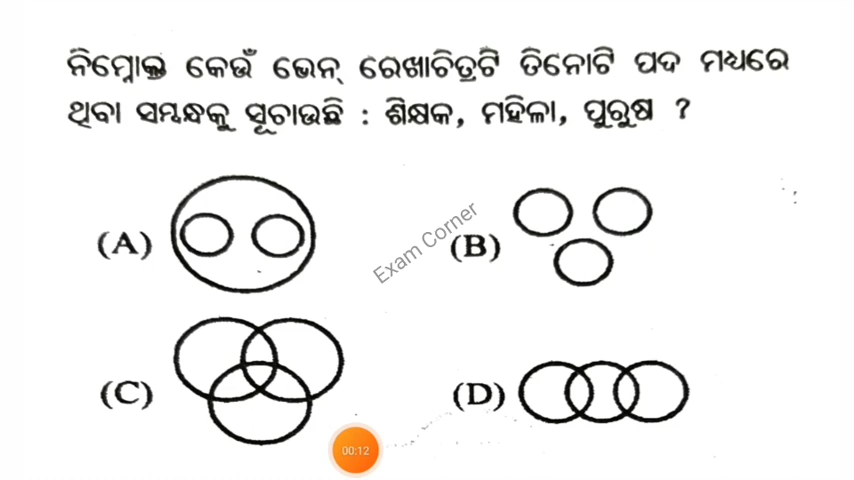 ନିମ୍ନୋକ୍ତ କେଉଁ ଭେନ୍ ରେଖାଚିତ୍ରଟି ତିନୋଟି ପଦ ମଧ୍ୟରେ
ଥିବା ସମ୍ବନ୍ଧକୁ ସୂଚାଉଛି : ଶିକ୍ଷକ, ମହିଳା, ପୁରୁଷ ?
(A)
(B)
Exam Corner
(C)
(D)
00:12